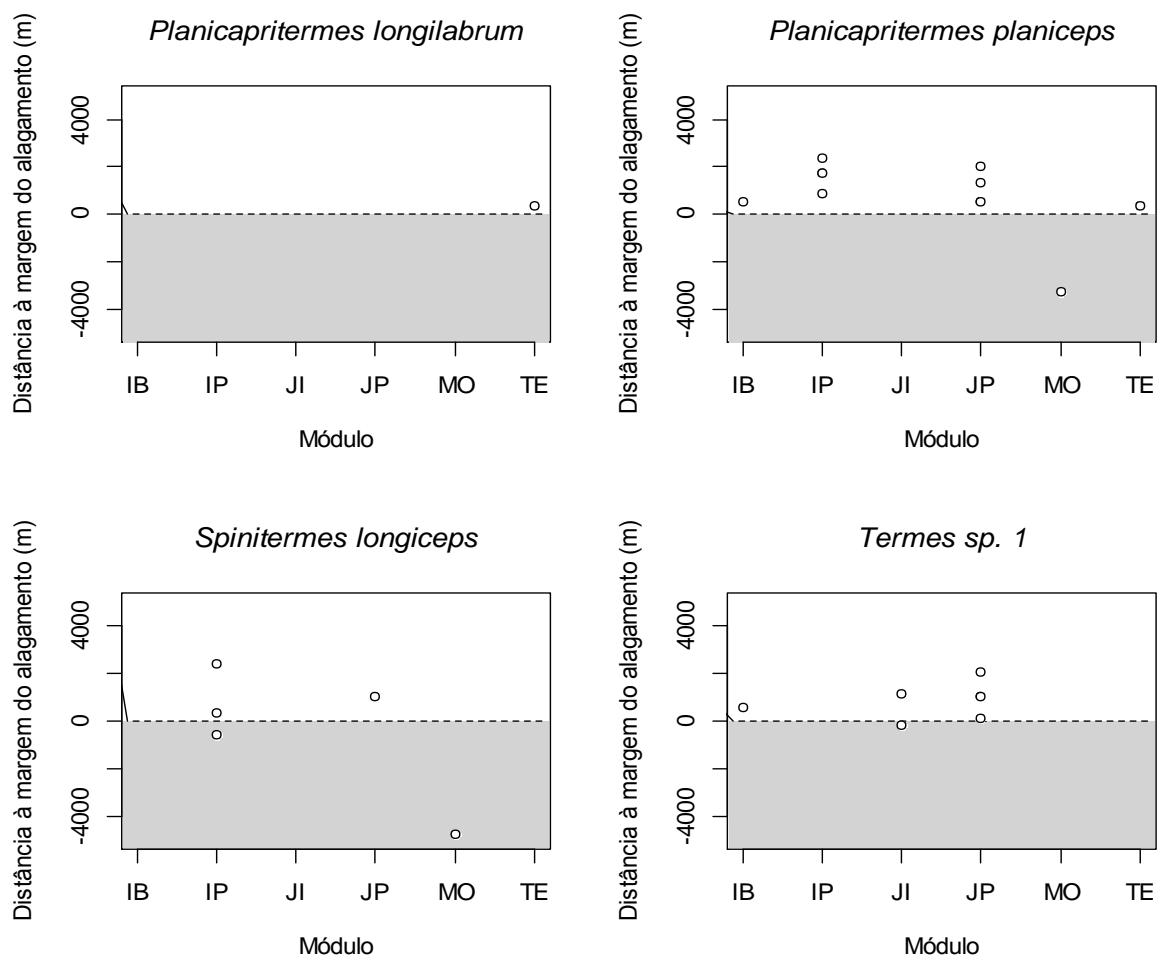 Planicapritermes longilabrum
Distância à margem do alagamento (m)
4000
0
-4000
IB IP JI JP MO TE
Módulo
Planicapritermes planiceps
Distância à margem do alagamento (m)
4000
0
-4000
IB IP JI JP MO TE
Módulo
Spinitermes longiceps
Distância à margem do alagamento (m)
4000
0
-4000
IB IP JI JP MO TE
Módulo
Termes sp. 1
Distância à margem do alagamento (m)
4000
0
-4000
IB IP JI JP MO TE
Módulo